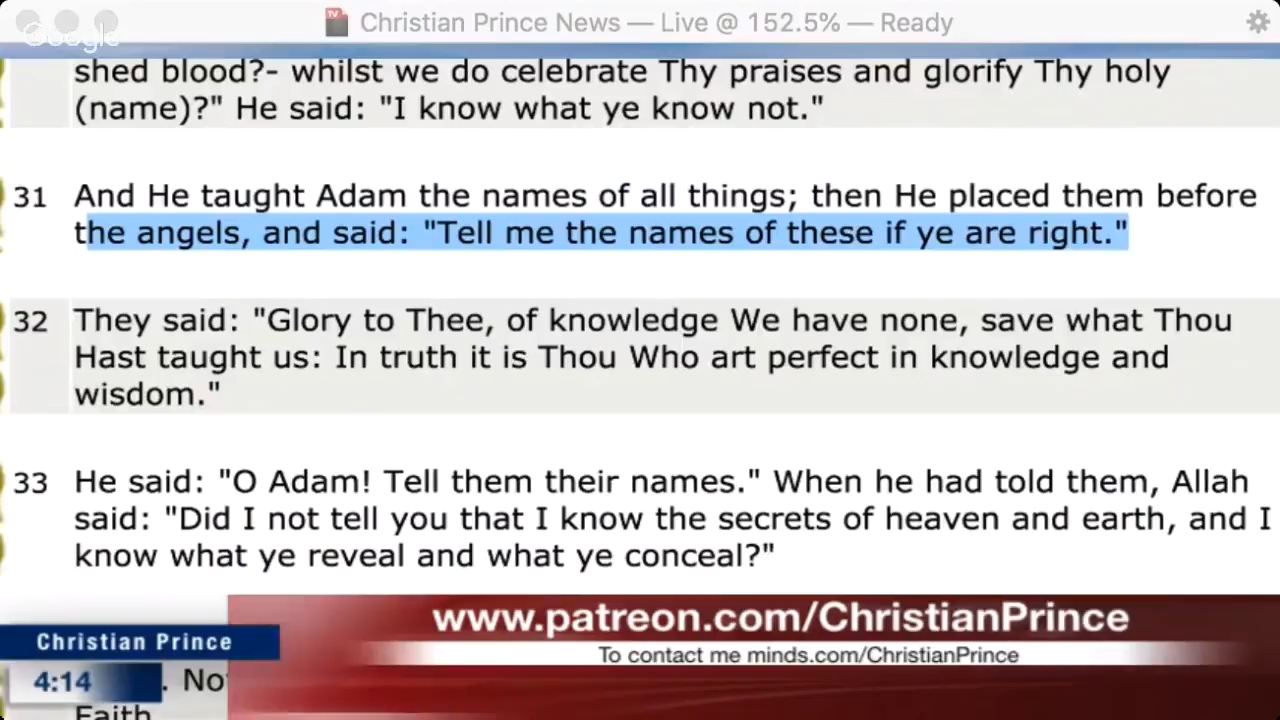 Christian Prince News — Live @ 152.5% — Ready
Google
shed blood?- whilst we do celebrate Thy praises and glorify Thy holy
(name)?" He said: "I know what ye know not."
31 And He taught Adam the names of all things; then He placed them before
the angels, and said: "Tell me the names of these if ye are right."
32 They said: "Glory to Thee, of knowledge We have none, save what Thou
Hast taught us: In truth it is Thou Who art perfect in knowledge and
wisdom."
33 He said: "O Adam! Tell them their names." When he had told them, Allah
said: "Did I not tell you that I know the secrets of heaven and earth, and I
know what ye reveal and what ye conceal?"
www.patreon.com/ChristianPrince
Christian Prince
To contact me minds.com/ChristianPrince
4:14
Faith